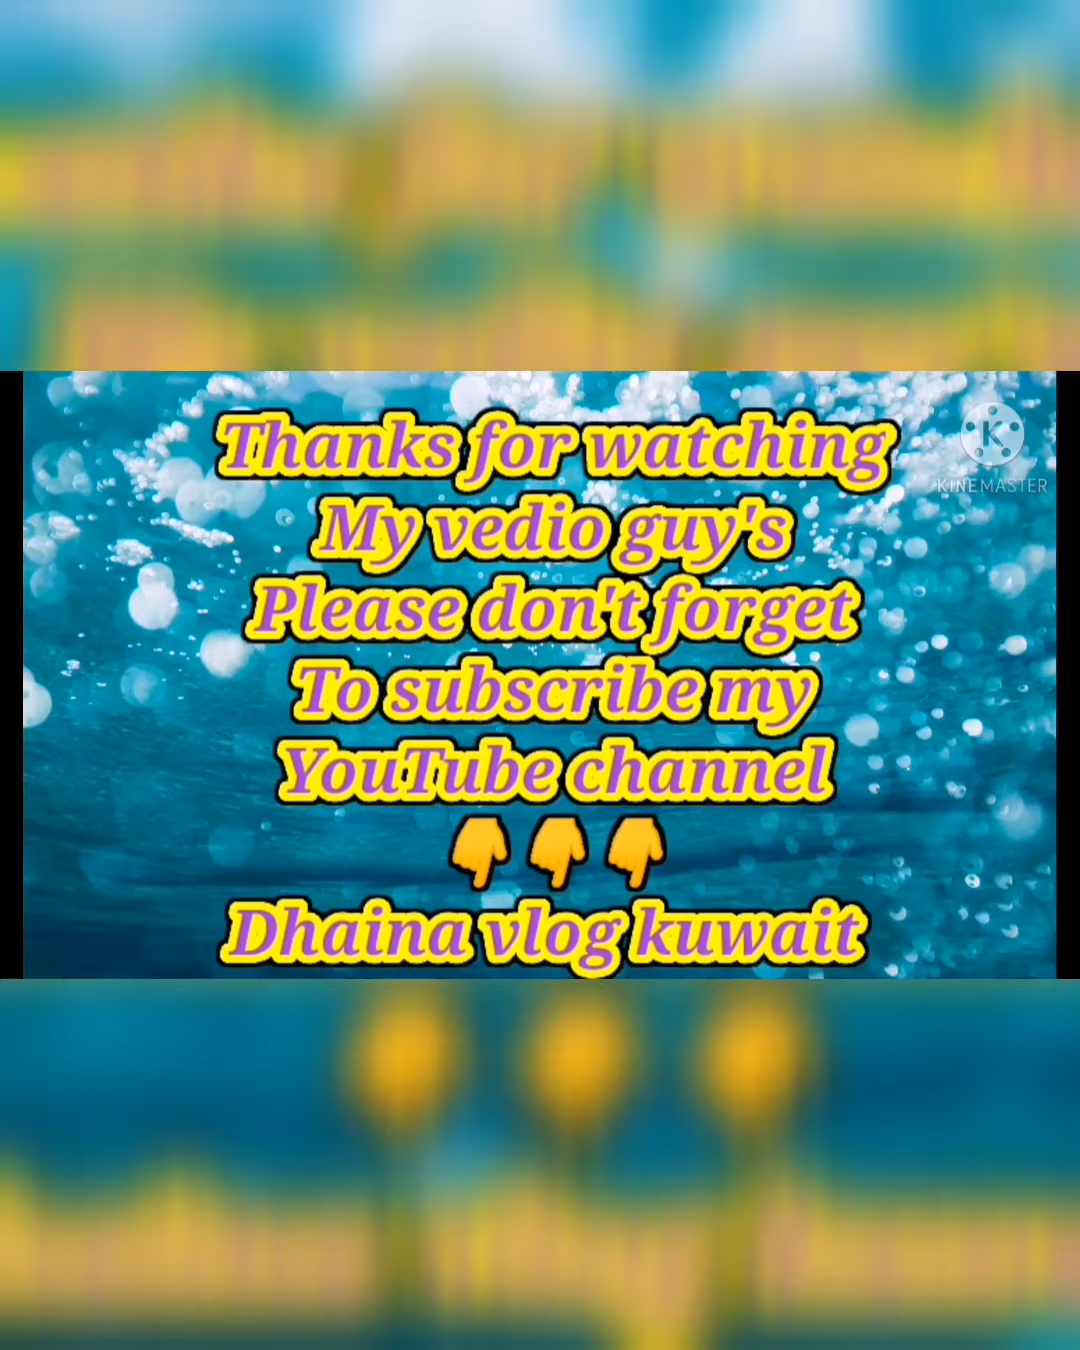 Thanks for watching
My vedio guy's
Please don't forget
To subscribe my
YouTube channel
👇👇👇
Dhaina vlog kuwait
K
KINEMASTER